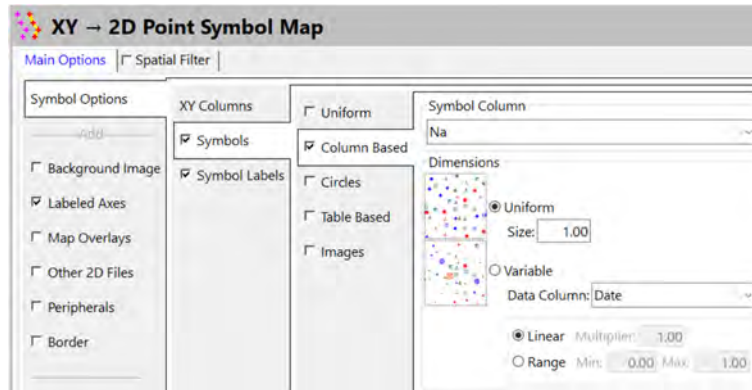 XY → 2D Point Symbol Map
Main Options Spatial Filter
Symbol Options
Add
Background Image
Labeled Axes
Map Overlays
Other 2D Files
Peripherals
Border
XY Columns
Symbols
Symbol Labels
Uniform
Column Based
Circles
Table Based
Images
Symbol Column
Na
Dimensions
Uniform
Size: 1.00
Variable
Data Column: Date
Linear Multiplier: 1.00
Range Min: 0.00 Max: 1.00